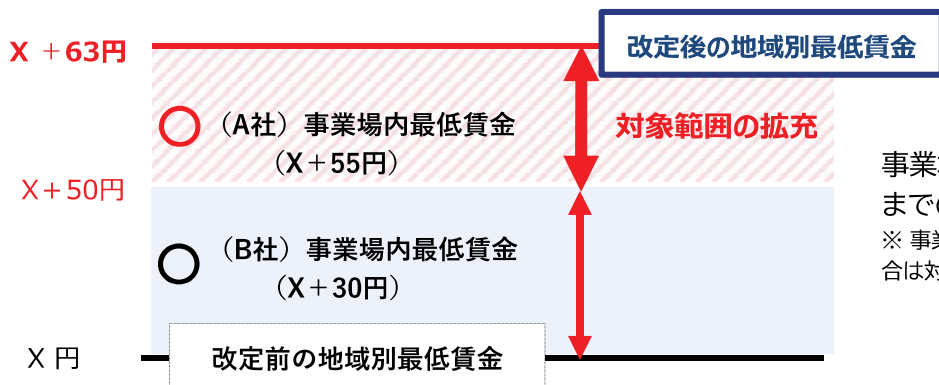 X ＋63円
改定後の地域別最低賃金
（A社）事業場内最低賃金
（X＋55円）
対象範囲の拡充
X＋50円
（B社）事業場内最低賃金
（X＋30円）
X 円
改定前の地域別最低賃金
事業
までの
※ 事業
合は対